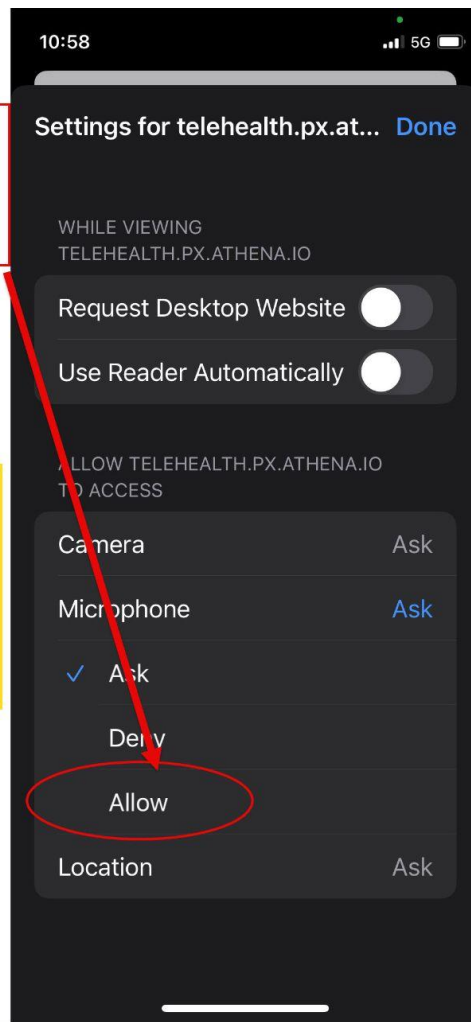 10:58
5G
Settings for telehealth.px.at... Done
WHILE VIEWING
TELEHEALTH.PX.ATHENA.IO
Request Desktop Website
Use Reader Automatically
ALLOW TELEHEALTH.PX.ATHENA.IO
TO ACCESS
Camera Ask
Microphone Ask
✓ Ask
Deny
Allow
Location Ask